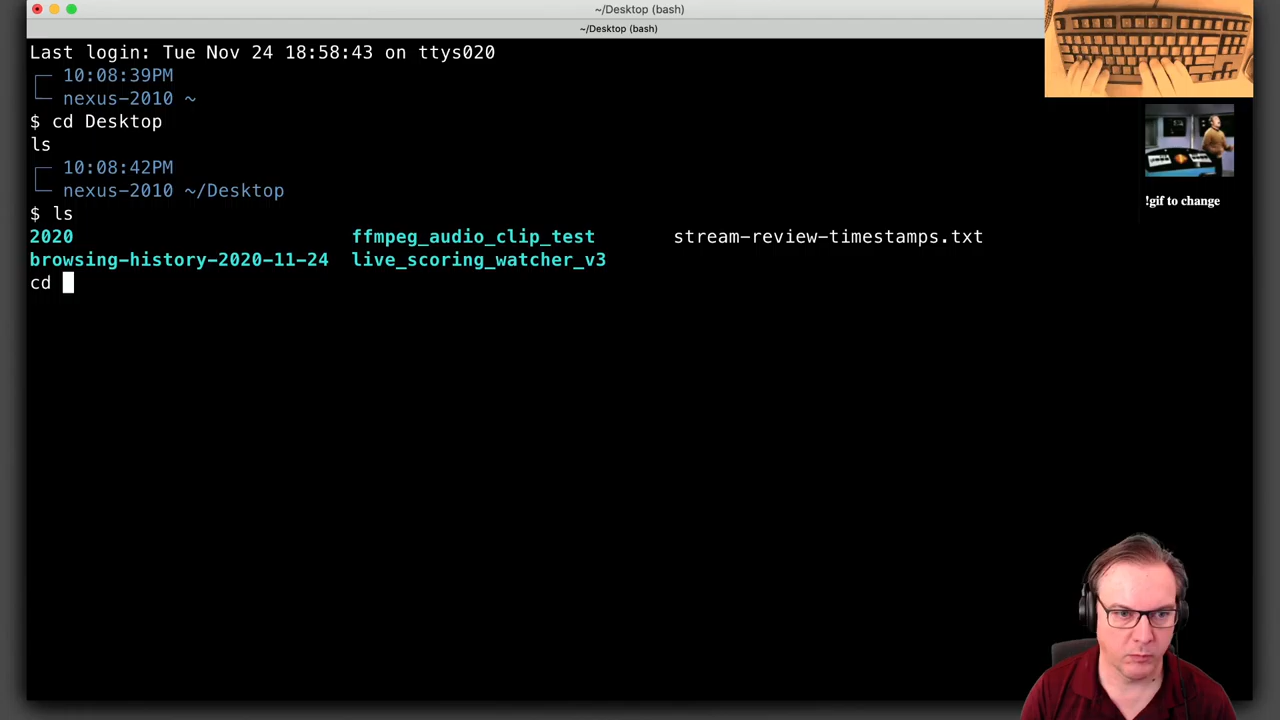 ~/Desktop (bash)
~/Desktop (bash)
Last login: Tue Nov 24 18:58:43 on ttys020
10:08:39PM
nexus-2010 ~
$ cd Desktop
ls
10:08:42PM
nexus-2010 ~/Desktop
$ ls
2020 ffmpeg_audio_clip_test stream-review-timestamps.txt
browsing-history-2020-11-24 live_scoring_watcher_v3
cd
!gif to change